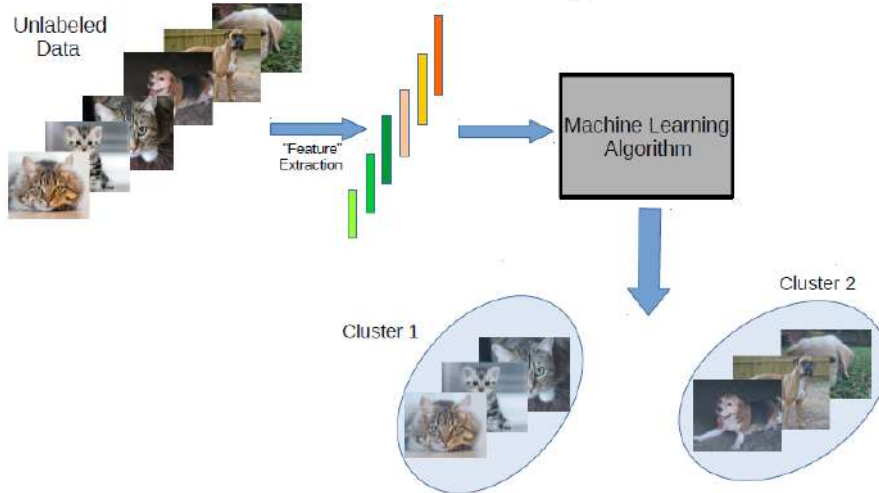 Unlabeled
Data
"Feature"
Extraction
Machine Learning
Algorithm
Cluster 1
Cluster 2